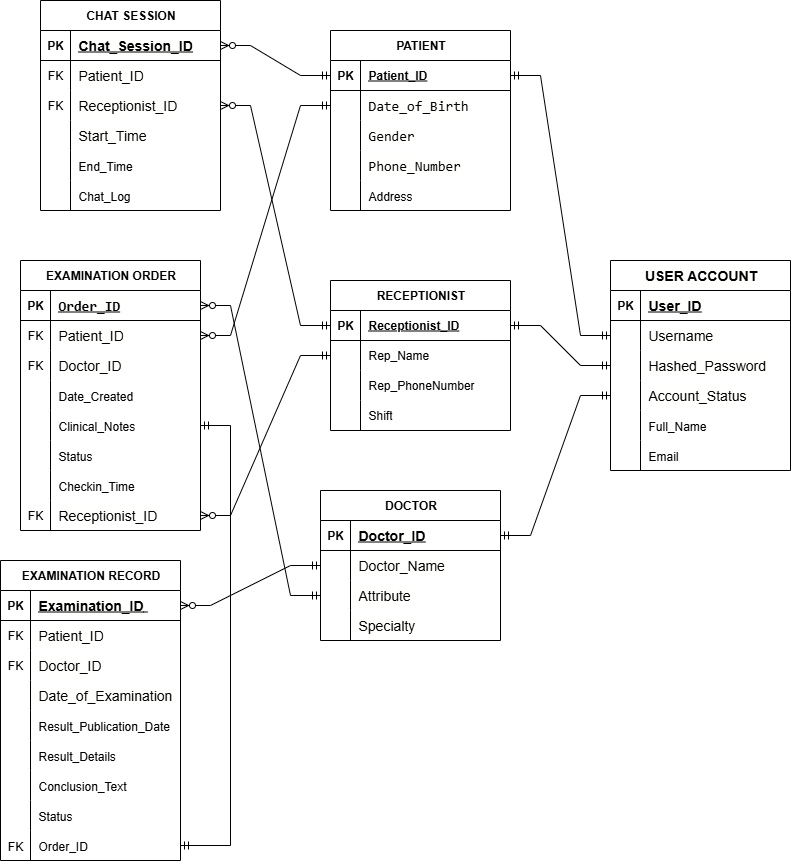 CHAT SESSION
PK Chat_Session_ID
FK Patient_ID
FK Receptionist_ID
Start_Time
End_Time
Chat_Log
PATIENT
PK Patient_ID
Date_of_Birth
Gender
Phone_Number
Address
EXAMINATION ORDER
PK Order_ID
FK Patient_ID
FK Doctor_ID
Date_Created
Clinical_Notes
Status
Checkin_Time
FK Receptionist_ID
RECEPTIONIST
PK Receptionist_ID
Rep_Name
Rep_PhoneNumber
Shift
USER ACCOUNT
PK User_ID
Username
Hashed_Password
Account_Status
Full_Name
Email
DOCTOR
PK Doctor_ID
Doctor_Name
Attribute
Specialty
EXAMINATION RECORD
PK Examination_ID
FK Patient_ID
FK Doctor_ID
Date_of_Examination
Result_Publication_Date
Result_Details
Conclusion_Text
Status
FK Order_ID